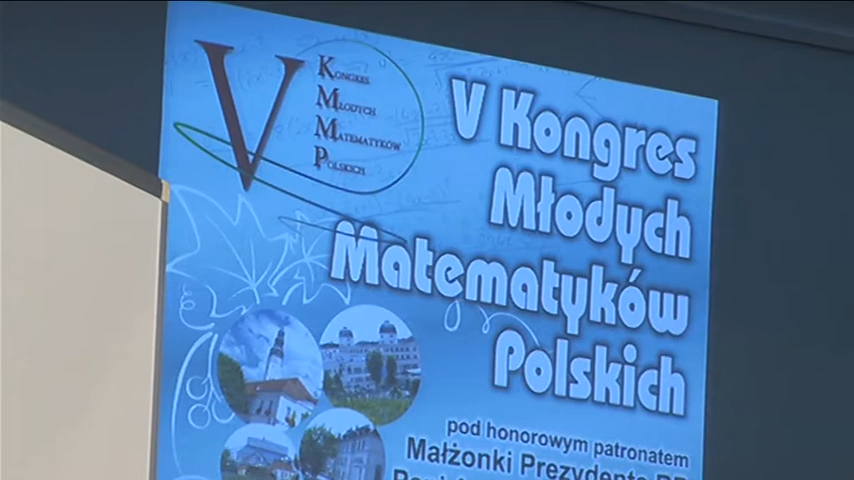 V
Kongres
Młodych
Matematyków
Polskich
V Kongres
Młodych
Matematyków
Polskich
pod honorowym patronatem
Małżonki Prezydenta RP